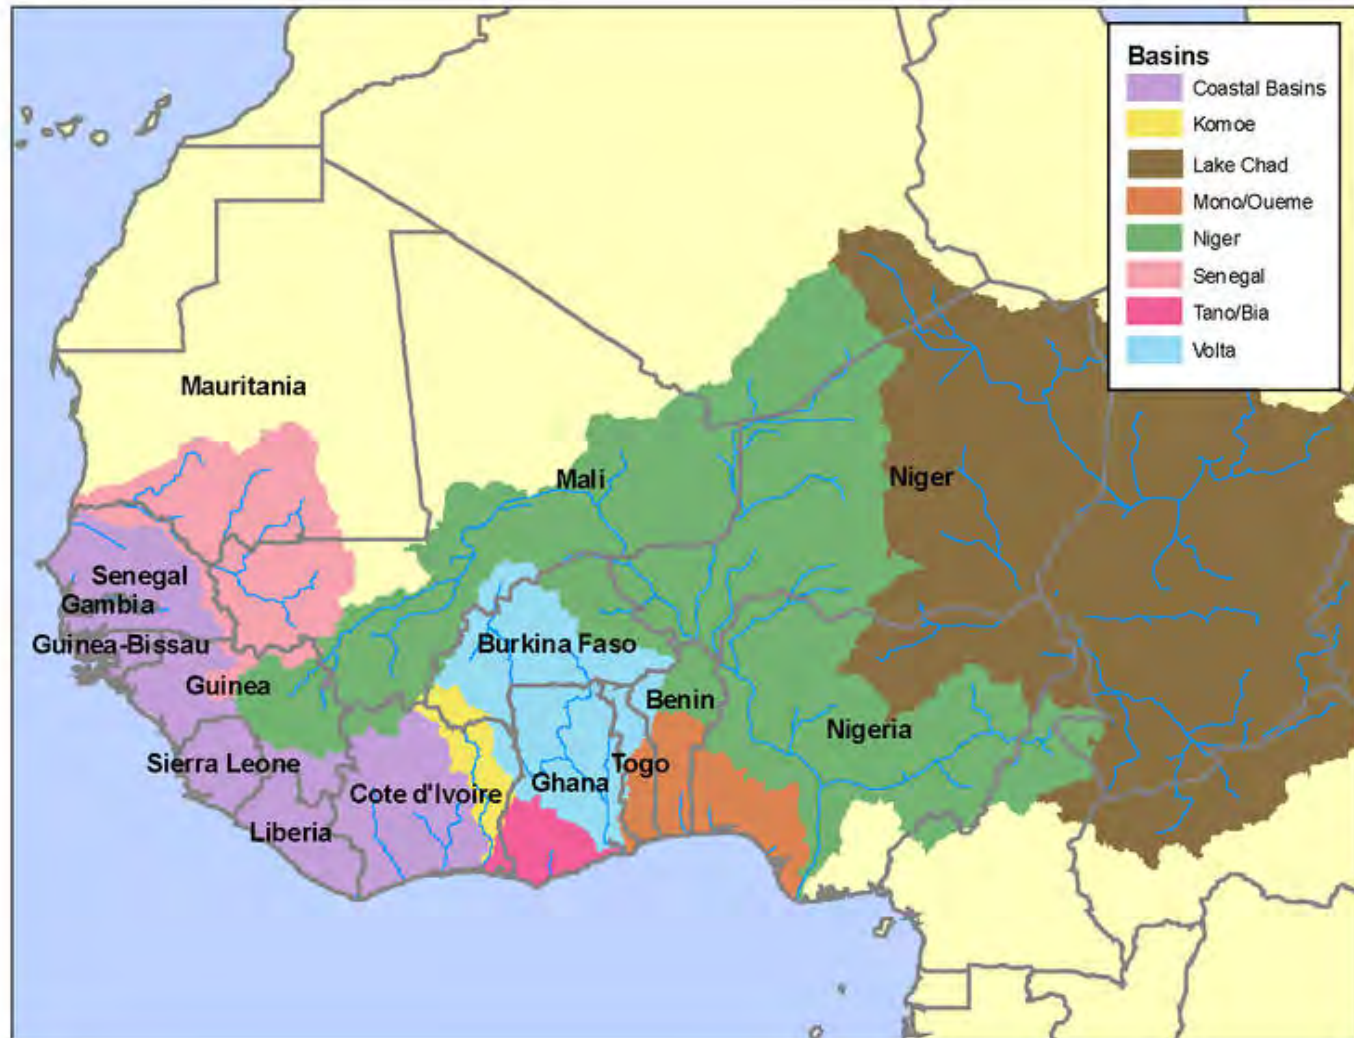 Basins
Coastal Basins
Komoe
Lake Chad
Mono/Oueme
Niger
Senegal
Tano/Bia
Volta
Mauritania
Mali
Niger
Senegal
Gambia
Guinea-Bissau
Burkina Faso
Guinea
Benin
Nigeria
Sierra Leone
Togo
Ghana
Cote d'Ivoire
Liberia